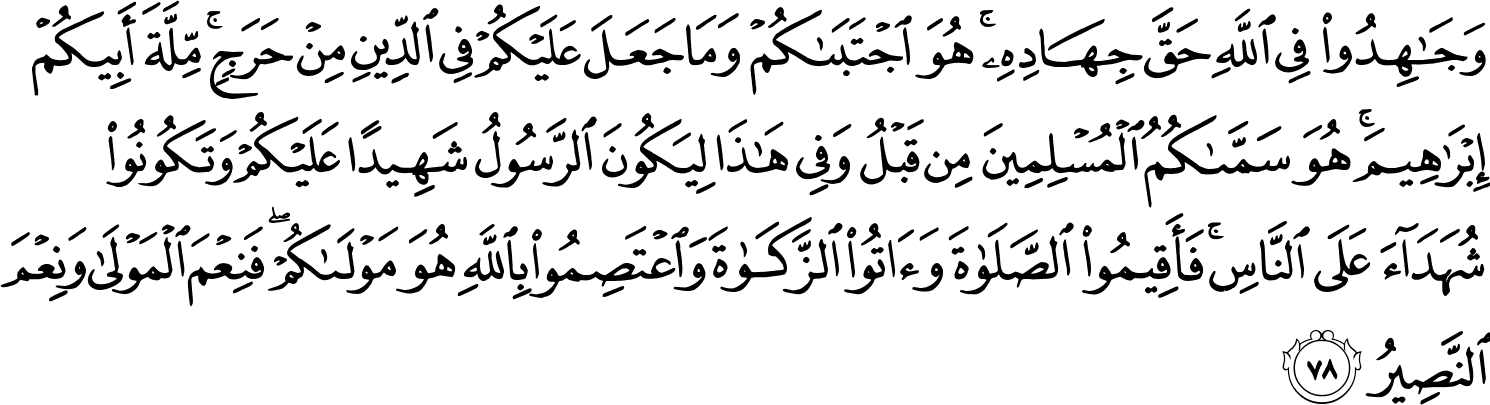 وَجَـٰهِدُوا۟ فِى ٱللَّهِ حَقَّ جِهَادِهِۦ ۚ هُوَ ٱجْتَبَىٰكُمْ وَمَا جَعَلَ عَلَيْكُمْ فِى ٱلدِّينِ مِنْ حَرَجٍ ۚ مِّلَّةَ أَبِيكُمْ
إِبْرَٰهِيمَ ۚ هُوَ سَمَّىٰكُمُ ٱلْمُسْلِمِينَ مِن قَبْلُ وَفِى هَـٰذَا لِيَكُونَ ٱلرَّسُولُ شَهِيدًا عَلَيْكُمْ وَتَكُونُوا۟
شُهَدَآءَ عَلَى ٱلنَّاسِ ۚ فَأَقِيمُوا۟ ٱلصَّلَوٰةَ وَءَاتُوا۟ ٱلزَّكَوٰةَ وَٱعْتَصِمُوا۟ بِٱللَّهِ هُوَ مَوْلَىٰكُمْ ۖ فَنِعْمَ ٱلْمَوْلَىٰ وَنِعْمَ
ٱلنَّصِيرُ ٧٨